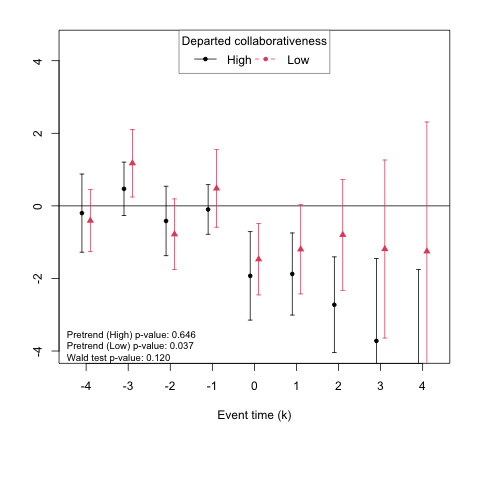 Departed collaborativeness
High Low
4
2
0
-2
-4
Pretrend (High) p-value: 0.646
Pretrend (Low) p-value: 0.037
Wald test p-value: 0.120
-4 -3 -2 -1 0 1 2 3 4
Event time (k)